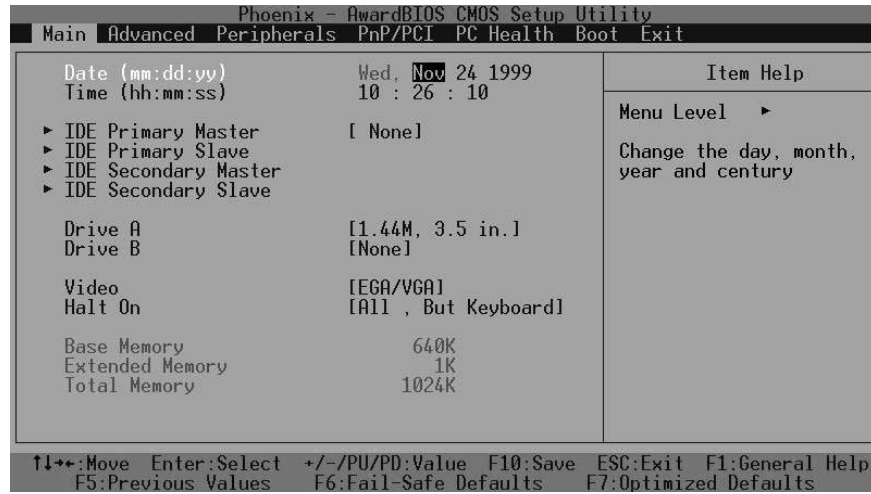 Phoenix - AwardBIOS CMOS Setup Utility
Main Advanced Peripherals PnP/PCI PC Health Boot Exit
Date (mm:dd:yy) Wed, Nov 24 1999
Time (hh:mm:ss) 10 : 26 : 10
► IDE Primary Master [ None]
► IDE Primary Slave
► IDE Secondary Master
► IDE Secondary Slave
Drive A [1.44M, 3.5 in.]
Drive B [None]
Video [EGA/VGA]
Halt On [All , But Keyboard]
Base Memory 640K
Extended Memory 1K
Total Memory 1024K
Item Help
Menu Level ►
Change the day, month,
year and century
↑↓→←:Move Enter:Select +/-/PU/PD:Value F10:Save ESC:Exit F1:General Help
F5:Previous Values F6:Fail-Safe Defaults F7:Optimized Defaults